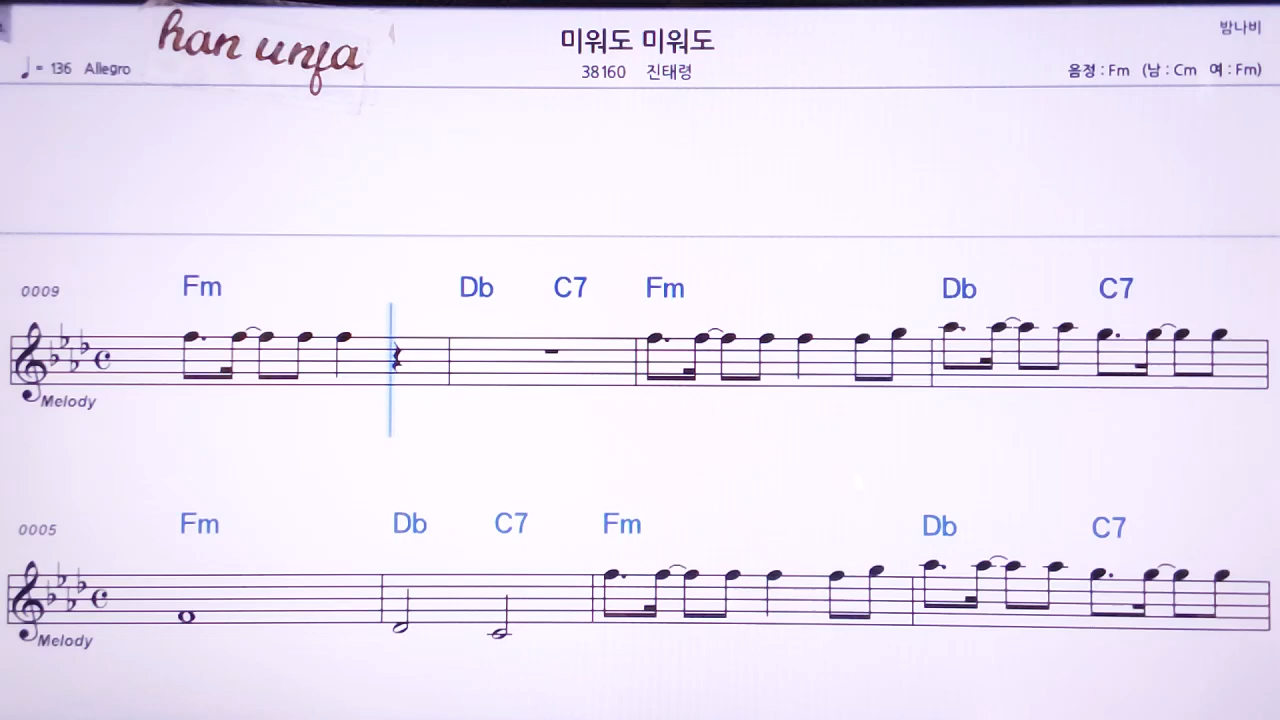 han unfa
미워도 미워도
밤나비
♩= 136 Allegro
38160 진태령
음정 : Fm (남 : Cm 여 : Fm)
0009 Fm Db C7 Fm Db C7
Melody
0005 Fm Db C7 Fm Db C7
Melody